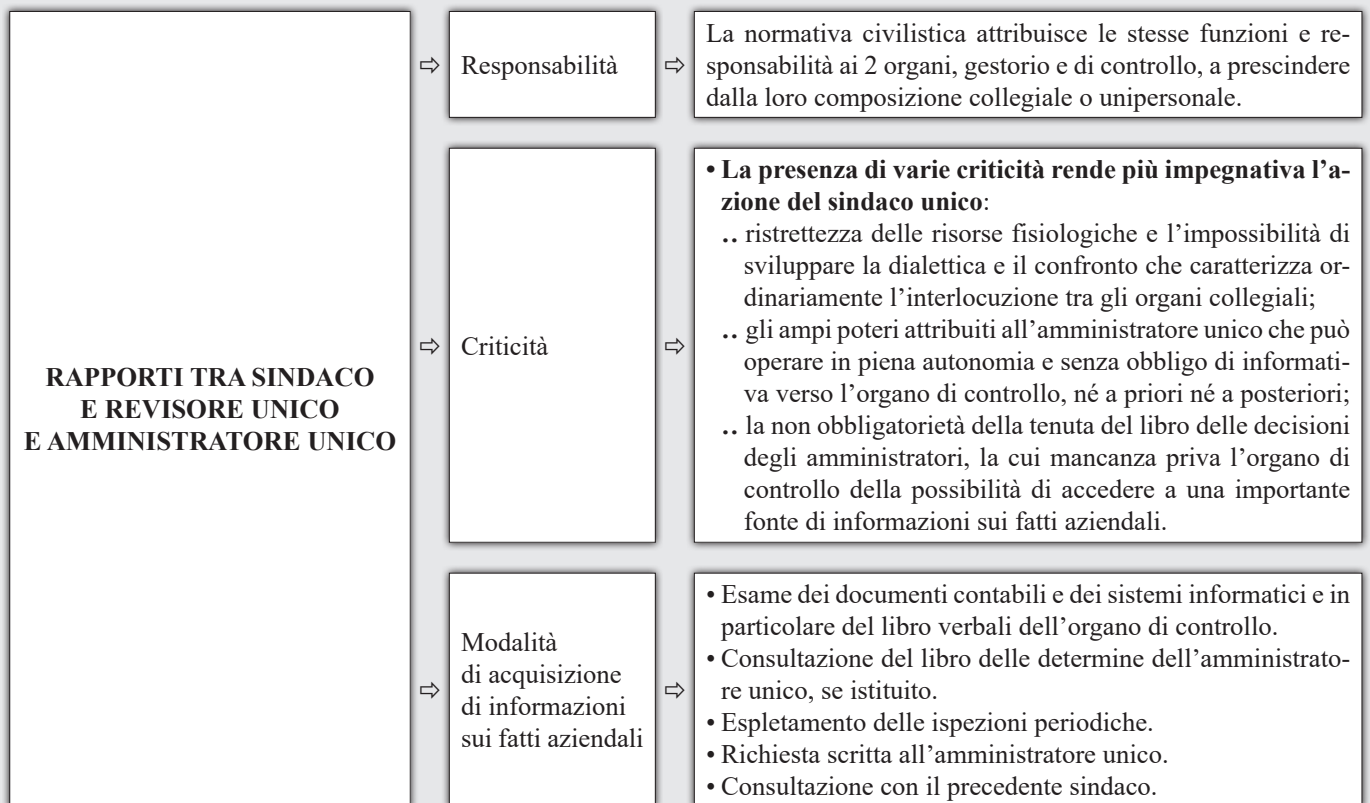 RAPPORTI TRA SINDACO
E REVISORE UNICO
E AMMINISTRATORE UNICO
⇨ Responsabilità ⇨
La normativa civilistica attribuisce le stesse funzioni e re-
sponsabilità ai 2 organi, gestorio e di controllo, a prescindere
dalla loro composizione collegiale o unipersonale.
⇨ Criticità ⇨
• La presenza di varie criticità rende più impegnativa l’a-
zione del sindaco unico:
.. ristrettezza delle risorse fisiologiche e l’impossibilità di
sviluppare la dialettica e il confronto che caratterizza or-
dinariamente l’interlocuzione tra gli organi collegiali;
.. gli ampi poteri attribuiti all’amministratore unico che può
operare in piena autonomia e senza obbligo di informati-
va verso l’organo di controllo, né a priori né a posteriori;
.. la non obbligatorietà della tenuta del libro delle decisioni
degli amministratori, la cui mancanza priva l’organo di
controllo della possibilità di accedere a una importante
fonte di informazioni sui fatti aziendali.
⇨ Modalità
di acquisizione
di informazioni
sui fatti aziendali ⇨
• Esame dei documenti contabili e dei sistemi informatici e in
particolare del libro verbali dell’organo di controllo.
• Consultazione del libro delle determine dell’amministrato-
re unico, se istituito.
• Espletamento delle ispezioni periodiche.
• Richiesta scritta all’amministratore unico.
• Consultazione con il precedente sindaco.